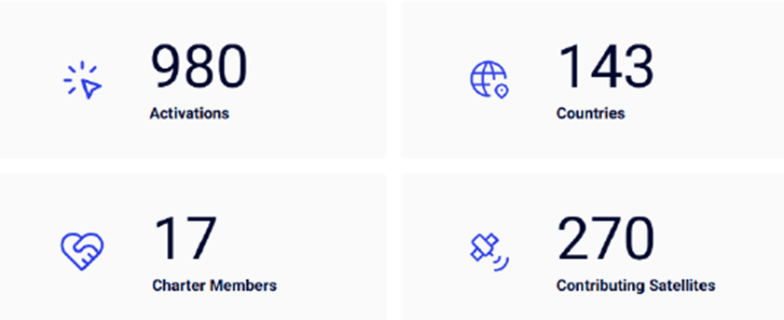 980
Activations
143
Countries
17
Charter Members
270
Contributing Satellites